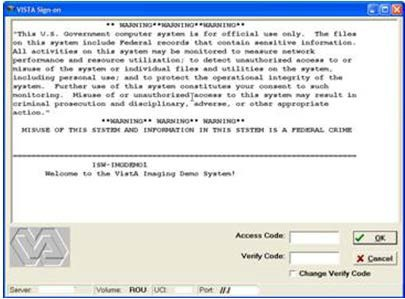 VISTA Sign-on
** WARNING**WARNING**WARNING**
"This U.S. Government computer system is for official use only.  The files
on this system include Federal records that contain sensitive information.
All activities on this system may be monitored to measure network
performance and resource utilization; to detect unauthorized access to or
misuse of the system or individual files and utilities on the system,
including personal use; and to protect the operational integrity of the
system.  Further use of this system constitutes your consent to such
monitoring.  Misuse of or unauthorized access to this system may result in
criminal prosecution and disciplinary, adverse, or other appropriate
action."
**WARNING** WARNING** WARNING**
MISUSE OF THIS SYSTEM AND INFORMATION IN THIS SYSTEM IS A FEDERAL CRIME
ISW-IMGDEMO1
Welcome to the VistA Imaging Demo System!
VA
Access Code:
OK
Verify Code:
Cancel
Change Verify Code
Server: Volume: ROU UCI: Port: //./